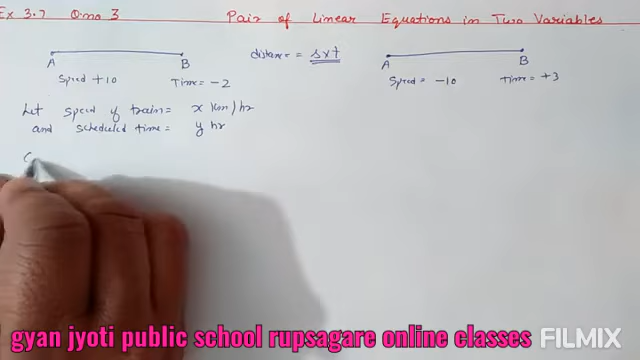 Ex 3.7 Q.no 3 Pair of Linear Equations in Two Variables
A B distance = s×t A B
Speed +10 Time = -2 Speed = -10 Time = +3
Let speed of train = x km/hr
and scheduled time = y hr
gyan jyoti public school rupsagare online classes
FILMIX